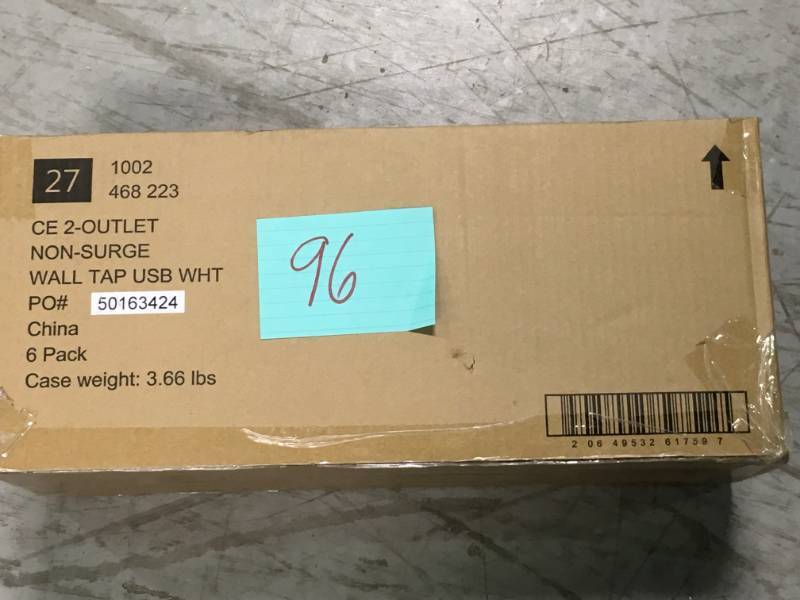 27
1002
468 223
CE 2-OUTLET
NON-SURGE
WALL TAP USB WHT
PO# 50163424
China
6 Pack
Case weight: 3.66 lbs
96
2 06 49532 61759 7